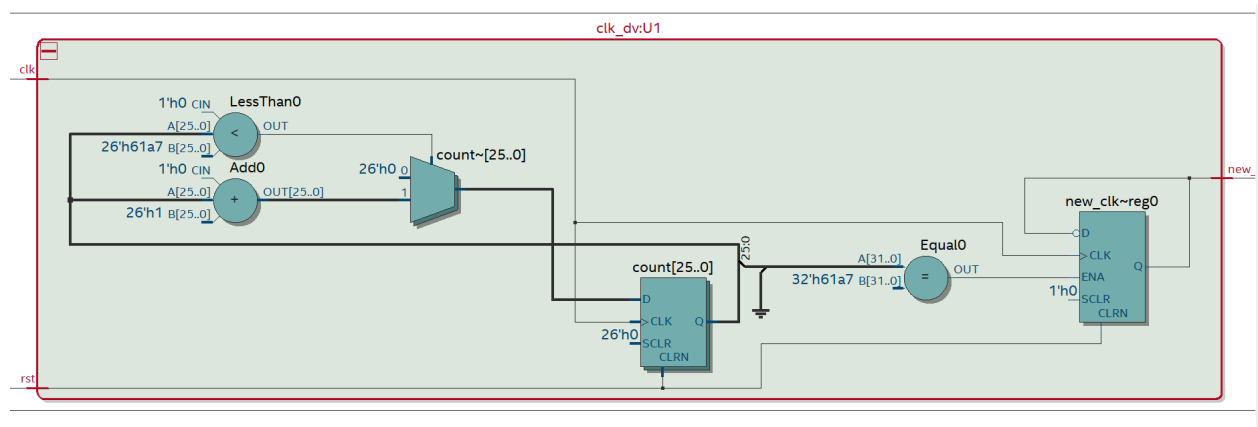 clk_dv:U1
clk
LessThan0
1'h0 CIN
A[25..0]
OUT
26'h61a7 B[25..0]
<
Add0
1'h0 CIN
A[25..0]
OUT[25..0]
26'h1 B[25..0]
+
count~[25..0]
26'h0 0
1
count[25..0]
D
CLK
Q
26'h0 SCLR
CLRN
25:0
Equal0
A[31..0]
OUT
32'h61a7 B[31..0]
=
new_clk~reg0
D
CLK
Q
ENA
1'h0 SCLR
CLRN
new_
rst